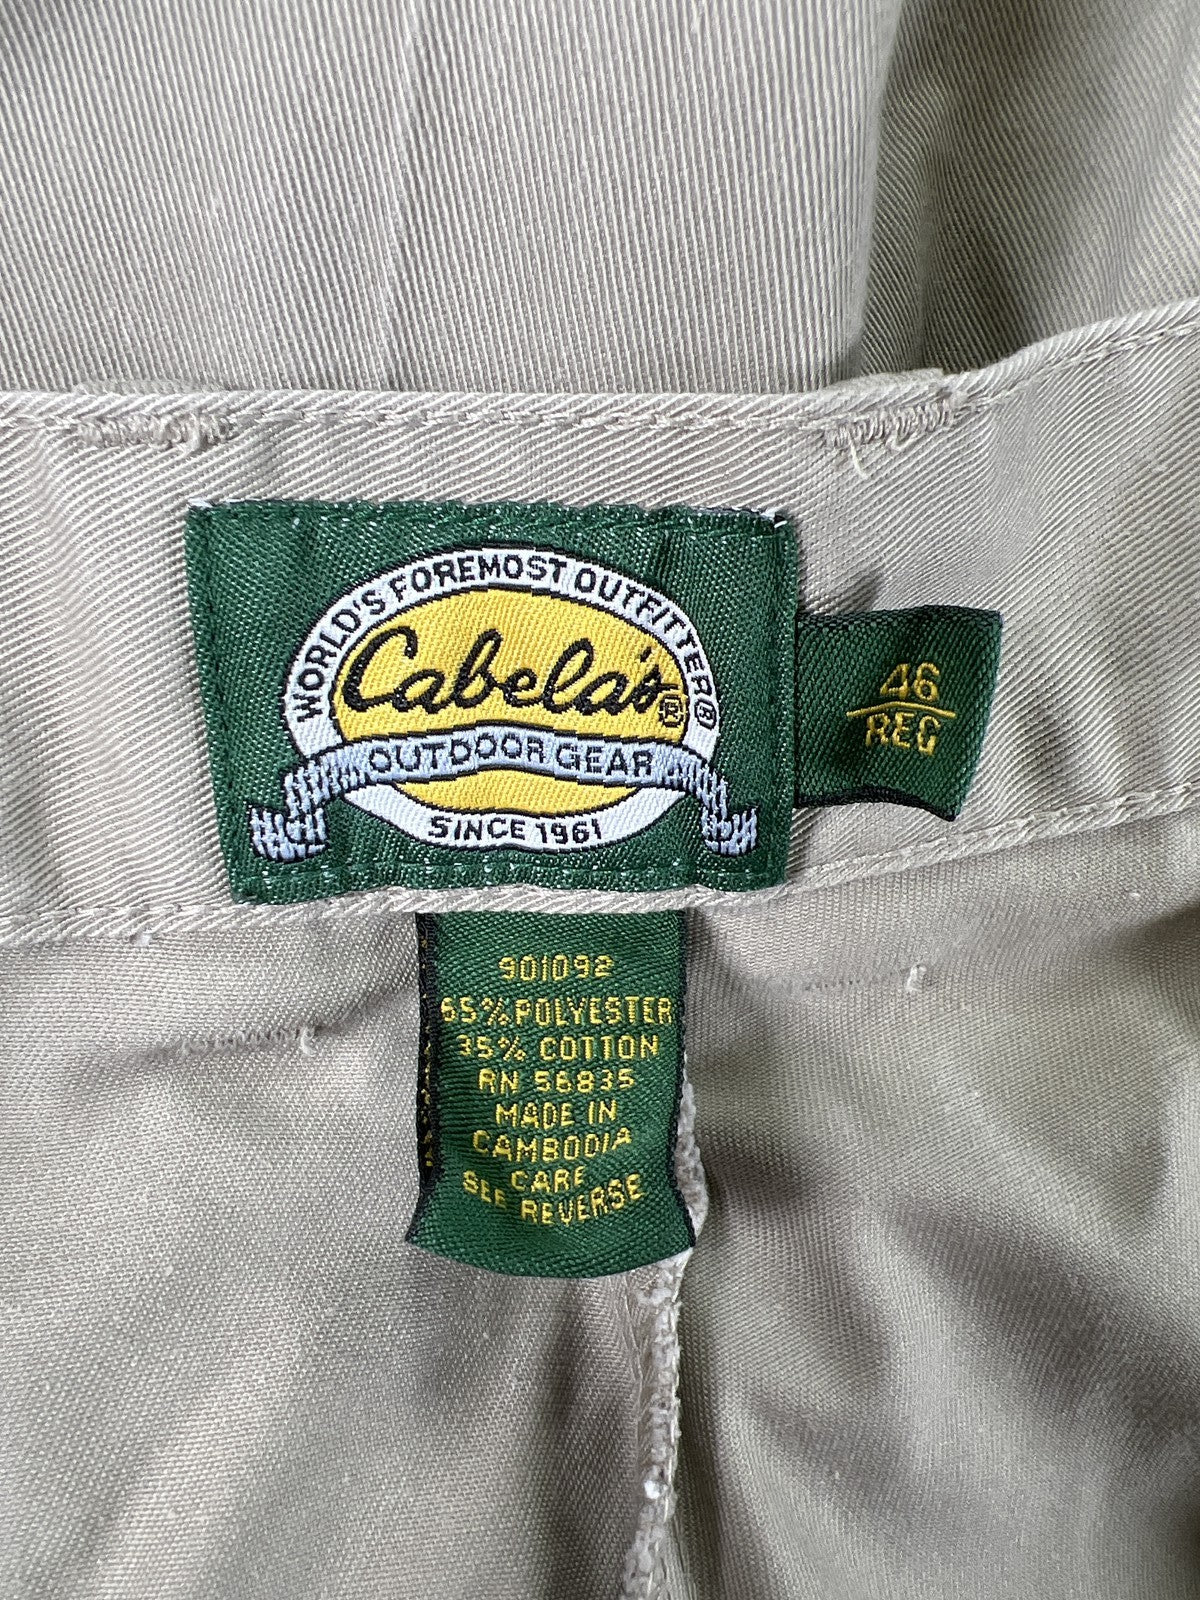 WORLD'S FOREMOST OUTFITTER®
Cabela's®
OUTDOOR GEAR
SINCE 1961
46
REG
901092
65% POLYESTER
35% COTTON
RN 56835
MADE IN
CAMBODIA
CARE
SEE REVERSE